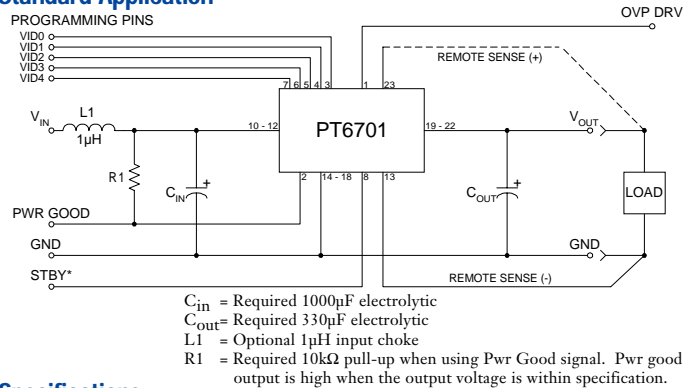 Standard Application
PROGRAMMING PINS
OVP DRV
VID0
VID1
VID2
VID3
VID4
REMOTE SENSE (+)
7 6 5 4 3
1 23
VIN
L1
1µH
10 - 12
PT6701
19 - 22
VOUT
R1
CIN
+
COUT
+
LOAD
2 14 - 18 8 13
PWR GOOD
GND
GND
STBY*
REMOTE SENSE (-)
Cin = Required 1000µF electrolytic
Cout= Required 330µF electrolytic
L1 = Optional 1µH input choke
R1 = Required 10kΩ pull-up when using Pwr Good signal. Pwr good
output is high when the output voltage is within specification.
Specifications